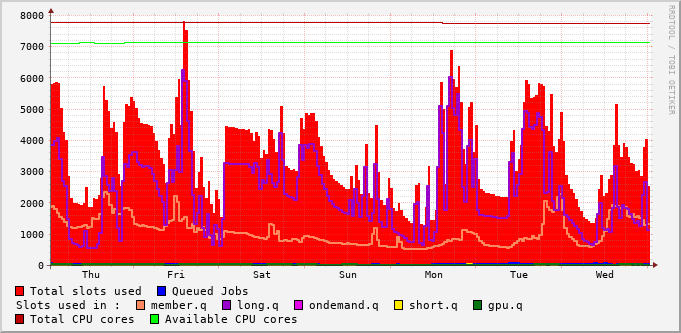 8000
7000
6000
5000
4000
3000
2000
1000
0
Thu Fri Sat Sun Mon Tue Wed
RRDTOOL / TOBI OETIKER
Total slots used Queued Jobs
Slots used in : member.q long.q ondemand.q short.q gpu.q
Total CPU cores Available CPU cores